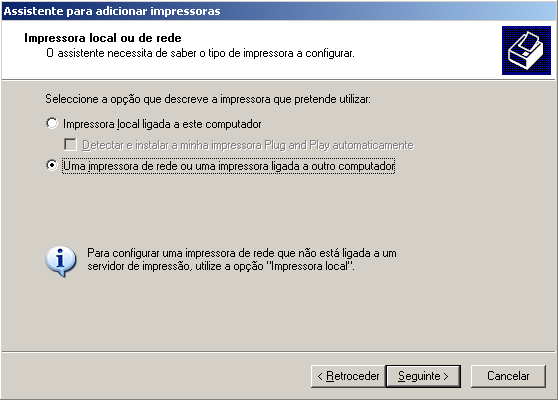 Assistente para adicionar impressoras
Impressora local ou de rede
O assistente necessita de saber o tipo de impressora a configurar.
Seleccione a opção que descreve a impressora que pretende utilizar:
Impressora local ligada a este computador
Detectar e instalar a minha impressora Plug and Play automaticamente
Uma impressora de rede ou uma impressora ligada a outro computador
Para configurar uma impressora de rede que não está ligada a um
servidor de impressão, utilize a opção "Impressora local".
< Retroceder
Seguinte >
Cancelar